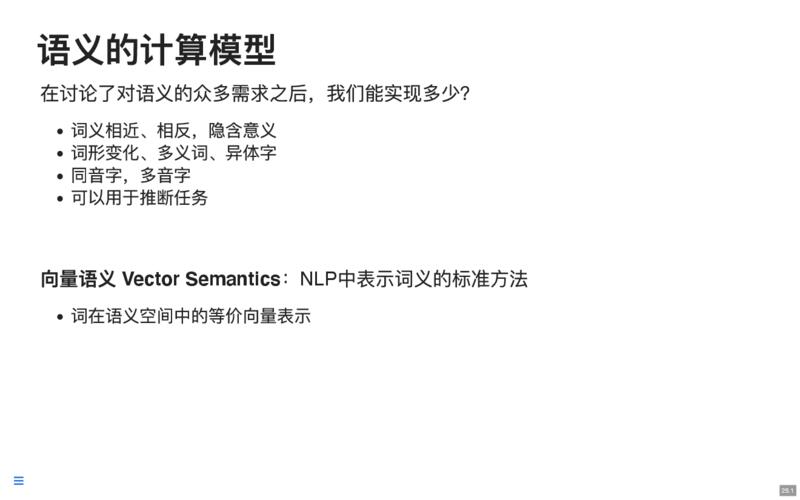 语义的计算模型
在讨论了对语义的众多需求之后，我们能实现多少？
词义相近、相反，隐含意义
词形变化、多义词、异体字
同音字，多音字
可以用于推断任务
向量语义 Vector Semantics：NLP中表示词义的标准方法
词在语义空间中的等价向量表示
25.1